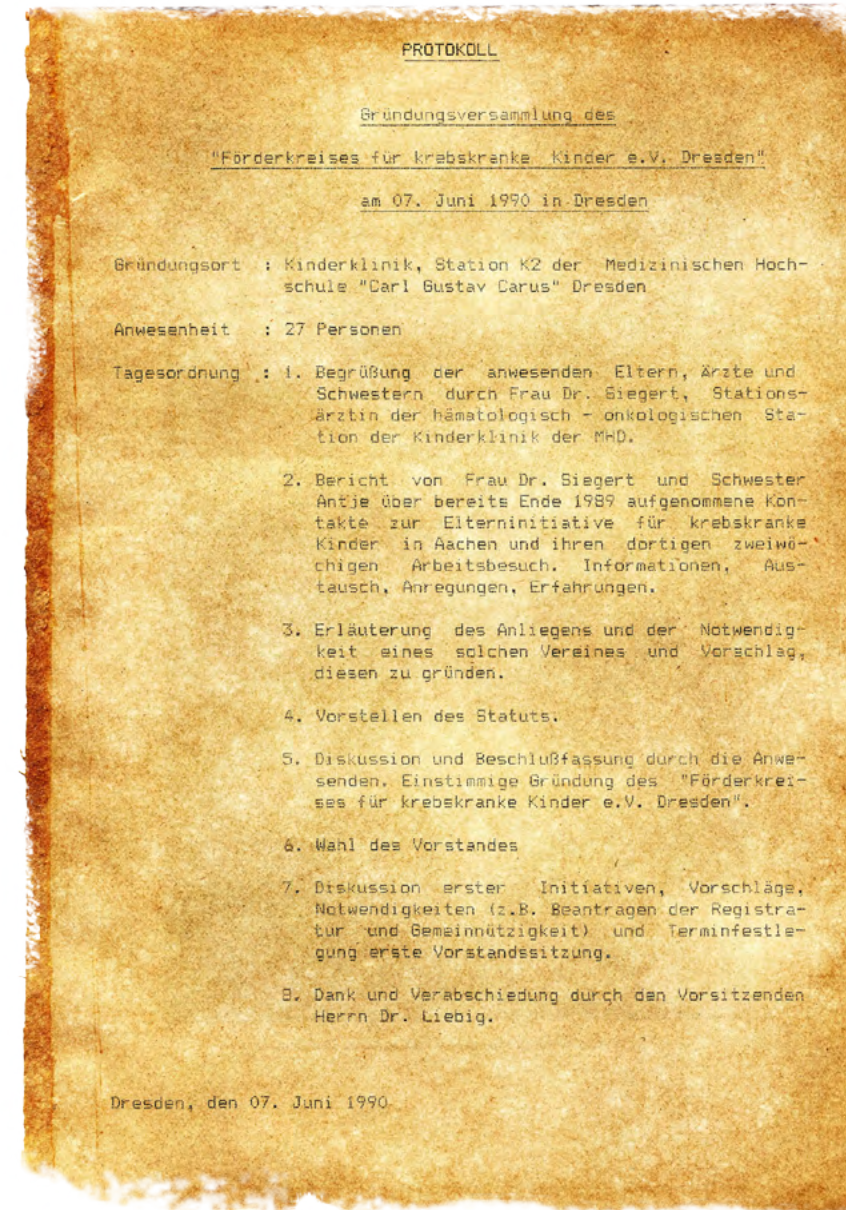 PROTOKOLL
Gründungsversammlung des
"Förderkreises für krebskranke Kinder e.V. Dresden"
am 07. Juni 1990 in Dresden
Gründungsort : Kinderklinik, Station K2 der Medizinischen Hoch-
schule "Carl Gustav Carus" Dresden
Anwesenheit : 27 Personen
Tagesordnung : 1. Begrüßung der anwesenden Eltern, Ärzte und
Schwestern durch Frau Dr. Siegert, Stations-
ärztin der hämatologisch - onkologischen Sta-
tion der Kinderklinik der MHD.
2. Bericht von Frau Dr. Siegert und Schwester
Antje über bereits Ende 1989 aufgenommene Kon-
takte zur Elterninitiative für krebskranke
Kinder in Aachen und ihren dortigen zweiwö-
chigen Arbeitsbesuch. Informationen, Aus-
tausch, Anregungen, Erfahrungen.
3. Erläuterung des Anliegens und der Notwendig-
keit eines solchen Vereines und Vorschlag,
diesen zu gründen.
4. Vorstellen des Statuts.
5. Diskussion und Beschlußfassung durch die Anwe-
senden. Einstimmige Gründung des "Förderkrei-
ses für krebskranke Kinder e.V. Dresden".
6. Wahl des Vorstandes
7. Diskussion erster Initiativen, Vorschläge,
Notwendigkeiten (z.B. Beantragen der Registra-
tur und Gemeinnützigkeit) und Terminfestle-
gung erste Vorstandssitzung.
8. Dank und Verabschiedung durch den Vorsitzenden
Herrn Dr. Liebig.
Dresden, den 07. Juni 1990